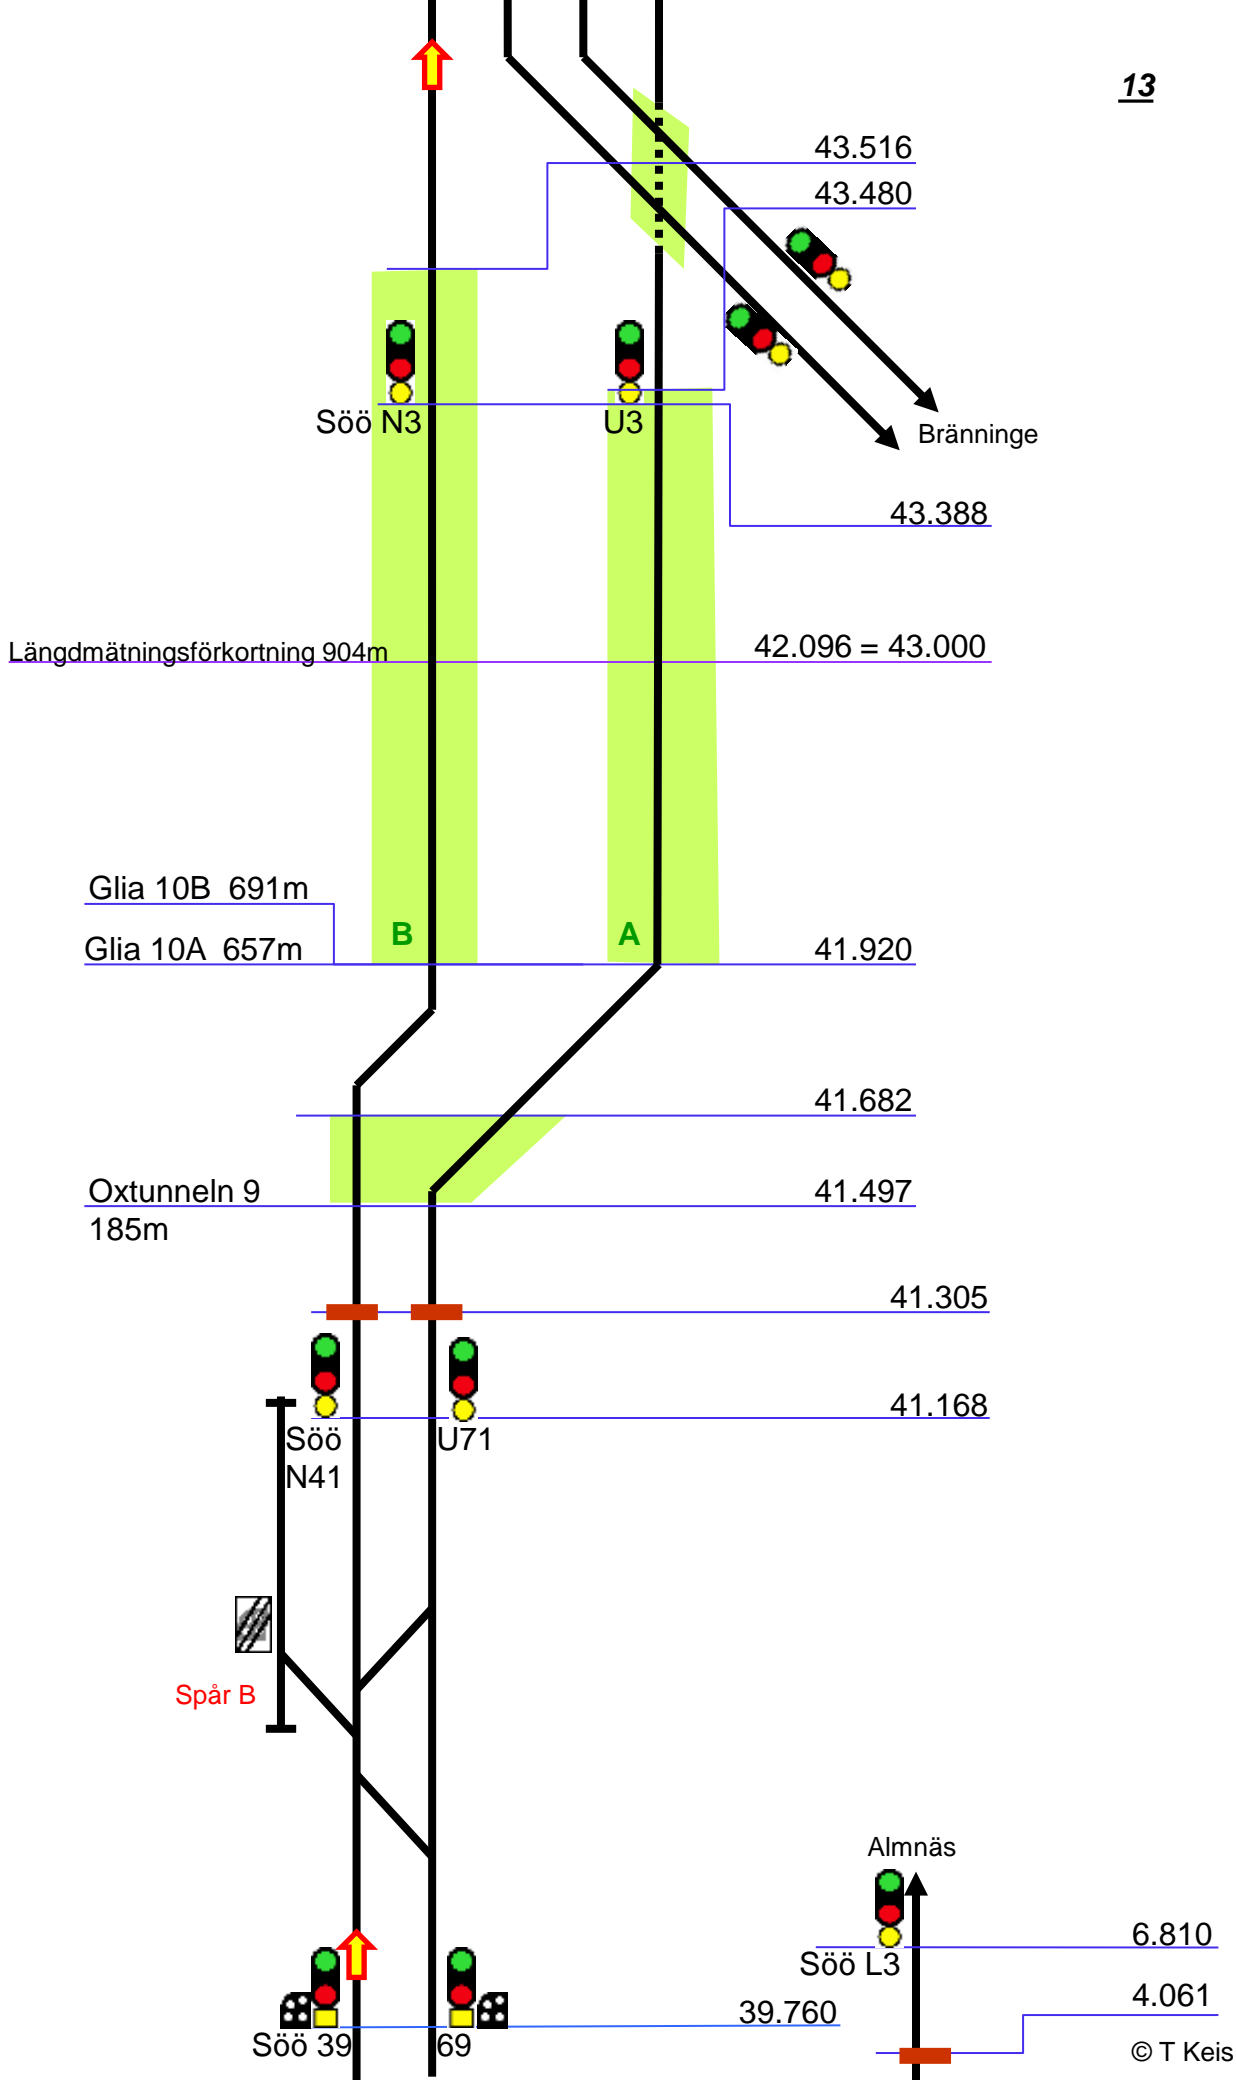 13
43.516
43.480
Söö N3
U3
Bränninge
43.388
Längdmätningsförkortning 904m
42.096 = 43.000
Glia 10B 691m
B
A
Glia 10A 657m
41.920
41.682
Oxtunneln 9
41.497
185m
41.305
41.168
Söö
U71
N41
Spår B
Almnäs
6.810
Söö L3
4.061
39.760
Söö 39
69
© T Keis